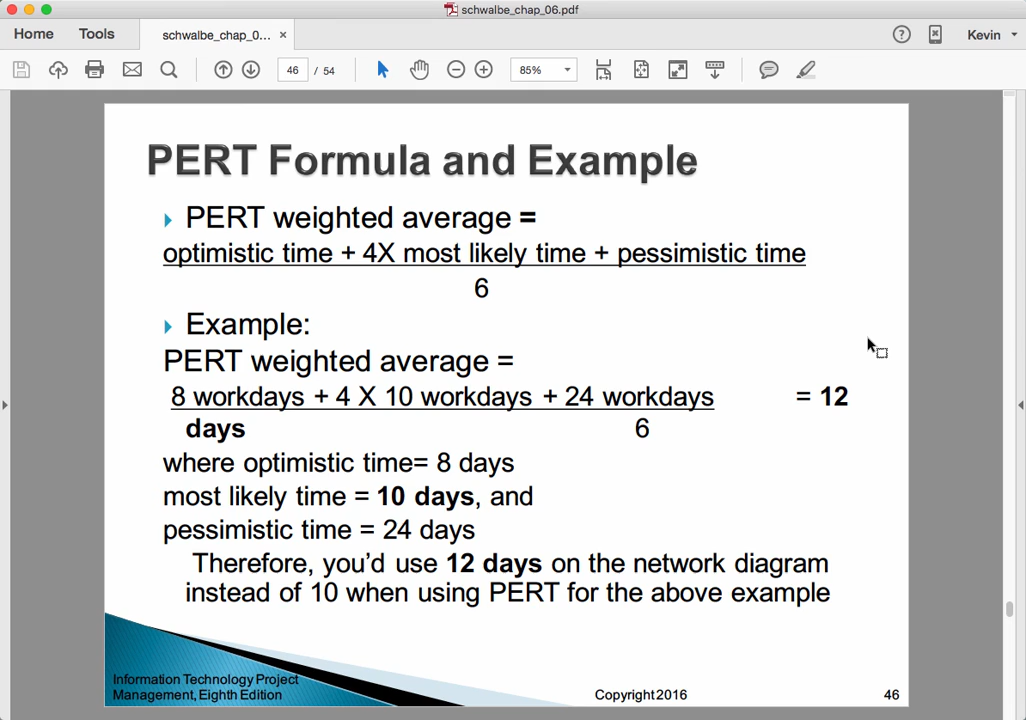 schwalbe_chap_06.pdf
Home Tools schwalbe_chap_0... × ? Kevin
46 / 54 85%
PERT Formula and Example
PERT weighted average =
optimistic time + 4X most likely time + pessimistic time
6
Example:
PERT weighted average =
8 workdays + 4 X 10 workdays + 24 workdays = 12
days 6
where optimistic time= 8 days
most likely time = 10 days, and
pessimistic time = 24 days
Therefore, you’d use 12 days on the network diagram
instead of 10 when using PERT for the above example
Information Technology Project
Management, Eighth Edition Copyright 2016 46